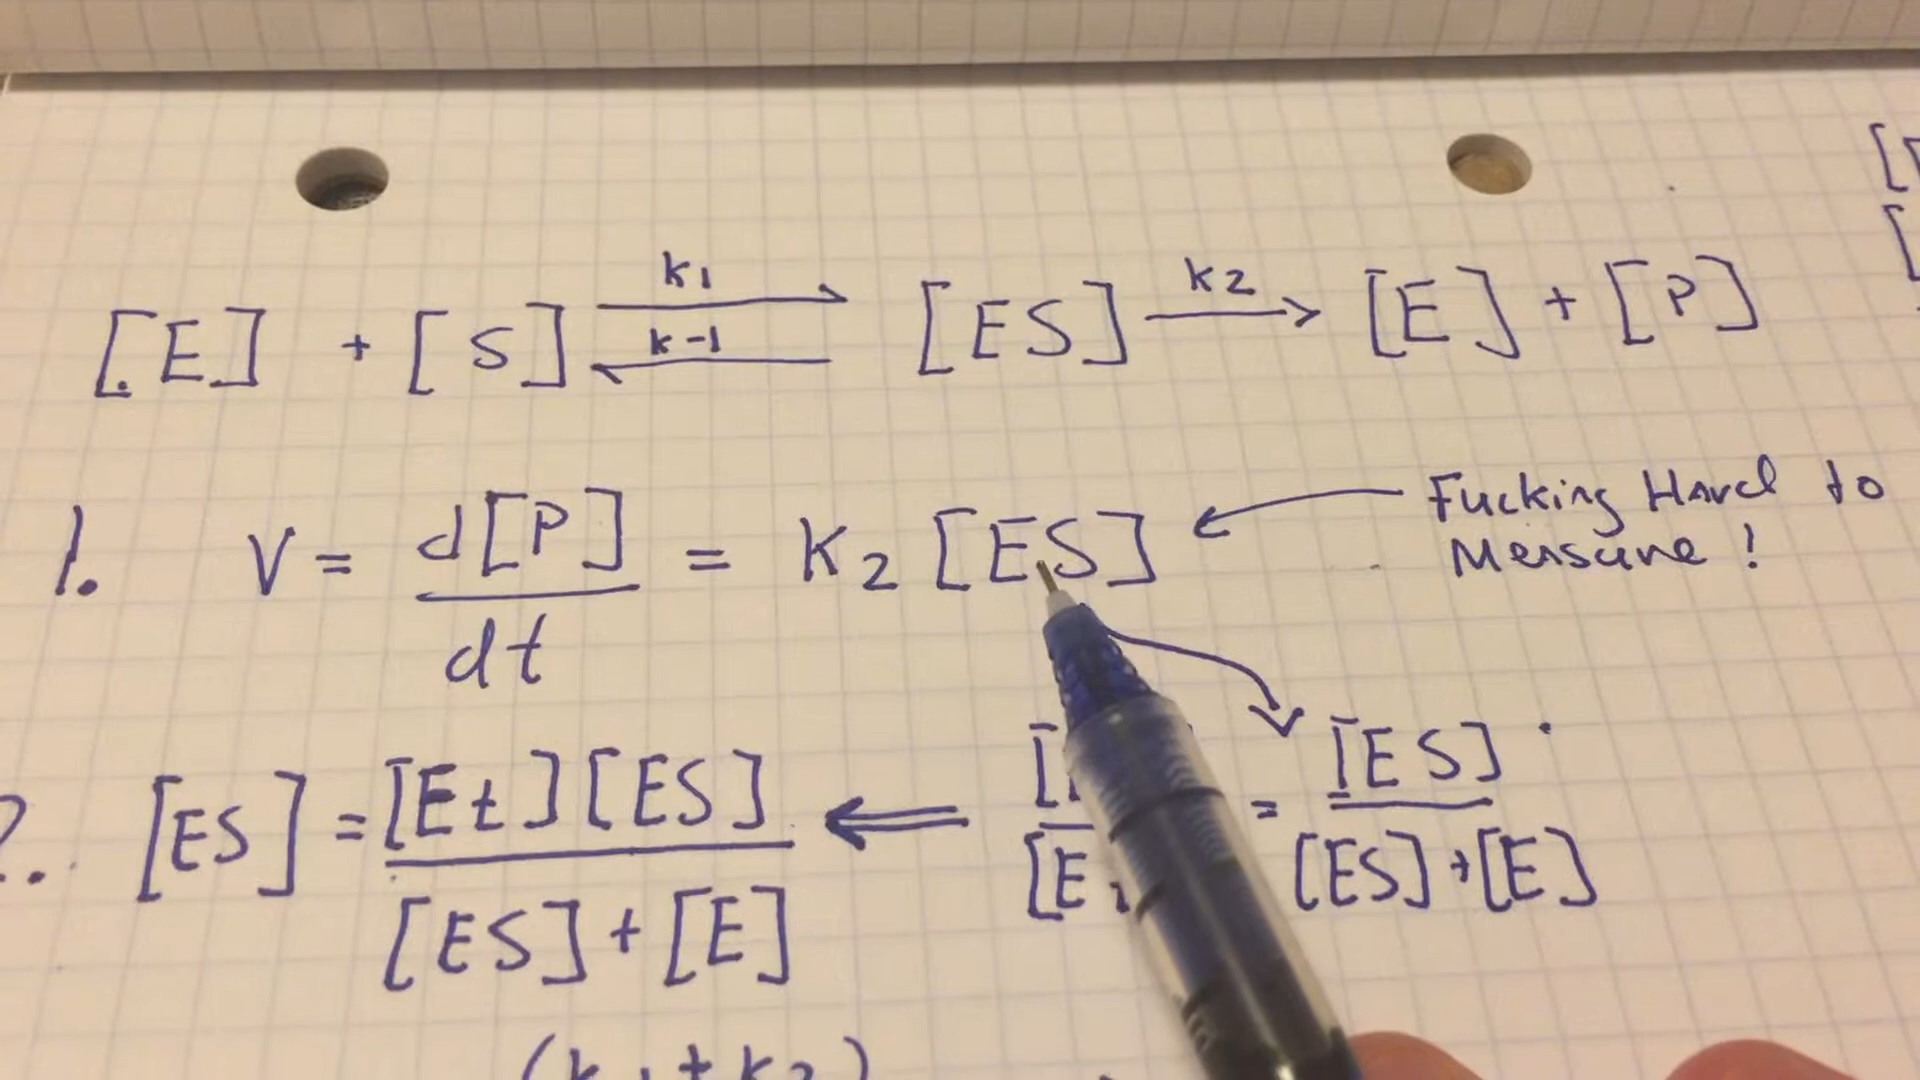 [E] + [S] k1 k-1 [ES] k2 [E] + [P]
1. V = d[P] / dt = K2 [ES] Fucking Hard to
Measure !
2. [ES] = [Et][ES] / [ES] + [E] = [ES] / [ES] + [E]